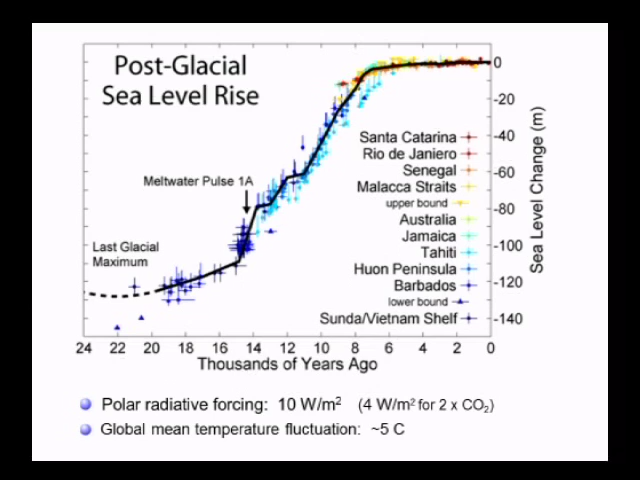 Post-Glacial
Sea Level Rise
Meltwater Pulse 1A
Last Glacial
Maximum
Santa Catarina
Rio de Janiero
Senegal
Malacca Straits
upper bound
Australia
Jamaica
Tahiti
Huon Peninsula
Barbados
lower bound
Sunda/Vietnam Shelf
0
-20
-40
-60
-80
-100
-120
-140
Sea Level Change (m)
24 22 20 18 16 14 12 10 8 6 4 2 0
Thousands of Years Ago
Polar radiative forcing: 10 W/m² (4 W/m² for 2 x CO₂)
Global mean temperature fluctuation: ~5 C